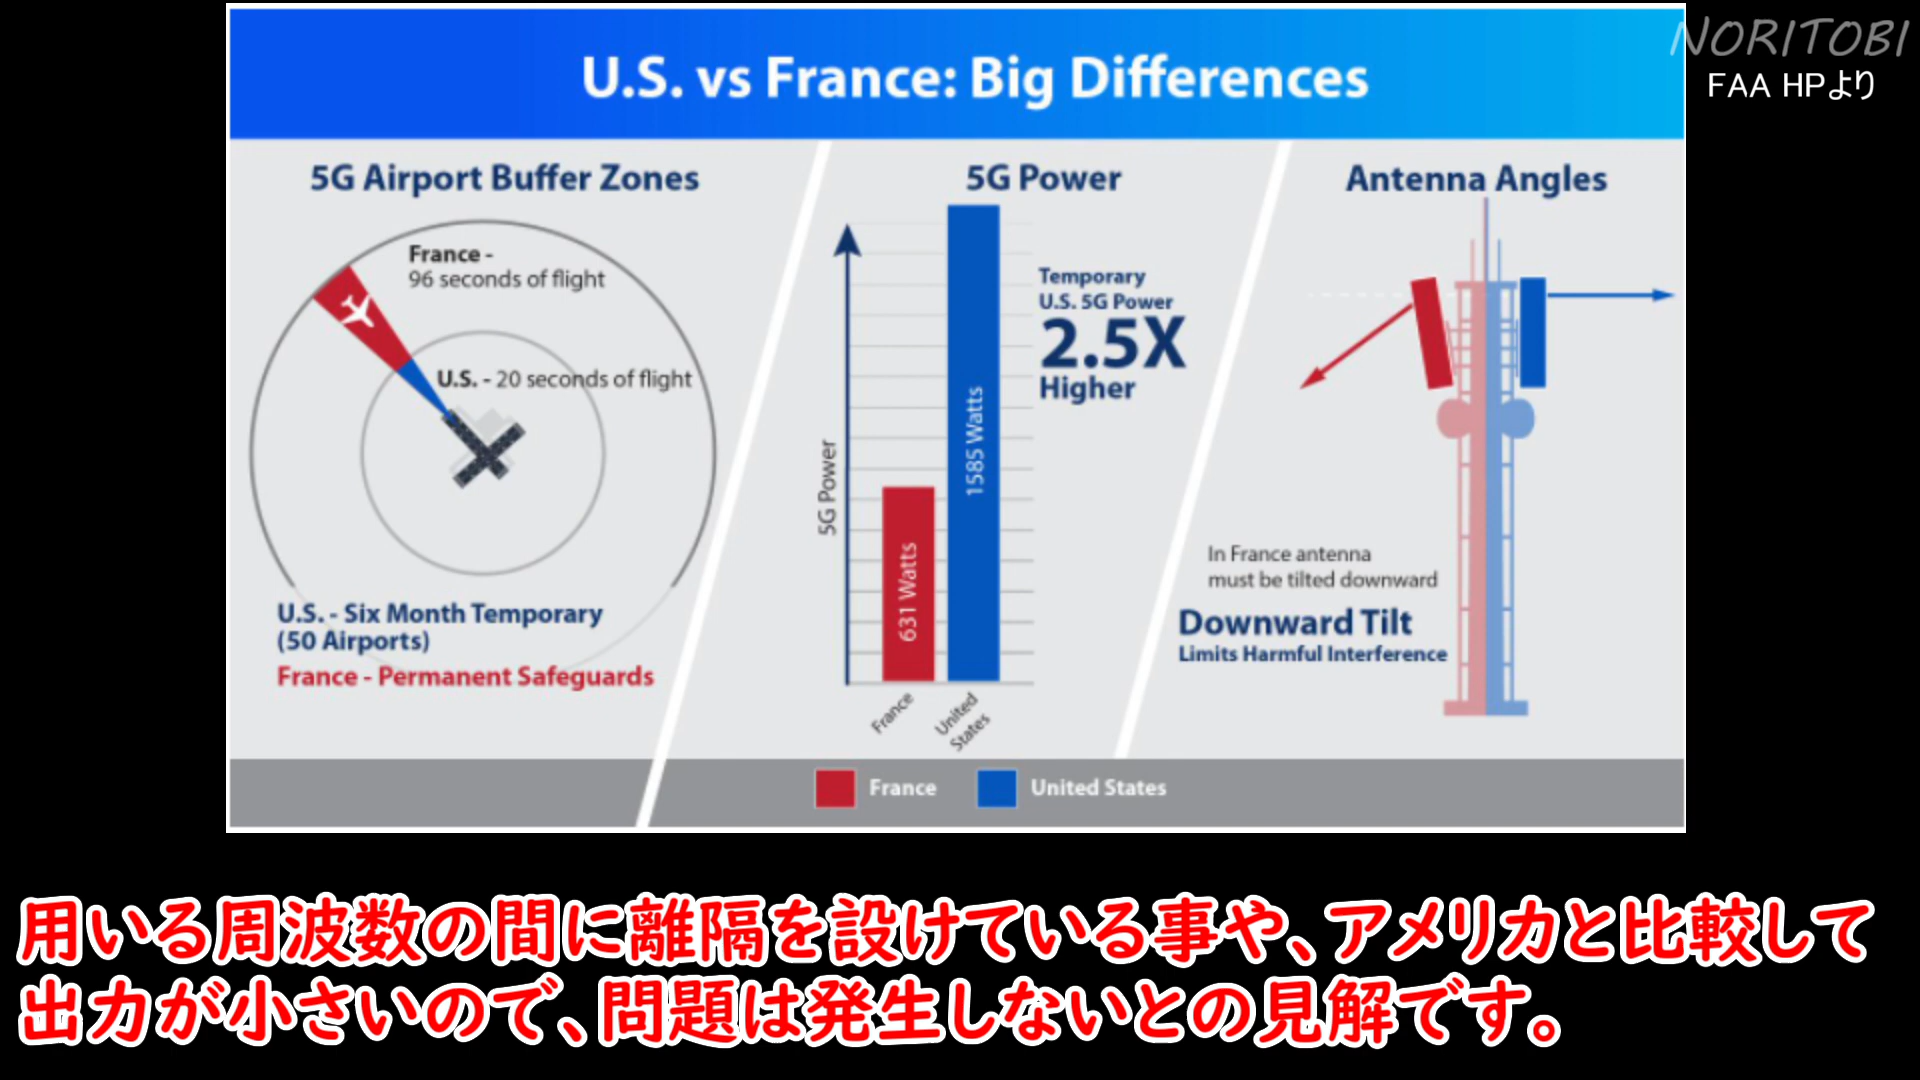 NORITOBI
FAA HPより
U.S. vs France: Big Differences
5G Airport Buffer Zones
France -
96 seconds of flight
U.S. - 20 seconds of flight
U.S. - Six Month Temporary
(50 Airports)
France - Permanent Safeguards
5G Power
5G Power
631 Watts
1585 Watts
France
United
States
Temporary
U.S. 5G Power
2.5X
Higher
Antenna Angles
In France antenna
must be tilted downward
Downward Tilt
Limits Harmful Interference
France
United States
用いる周波数の間に離隔を設けている事や、アメリカと比較して
出力が小さいので、問題は発生しないとの見解です。